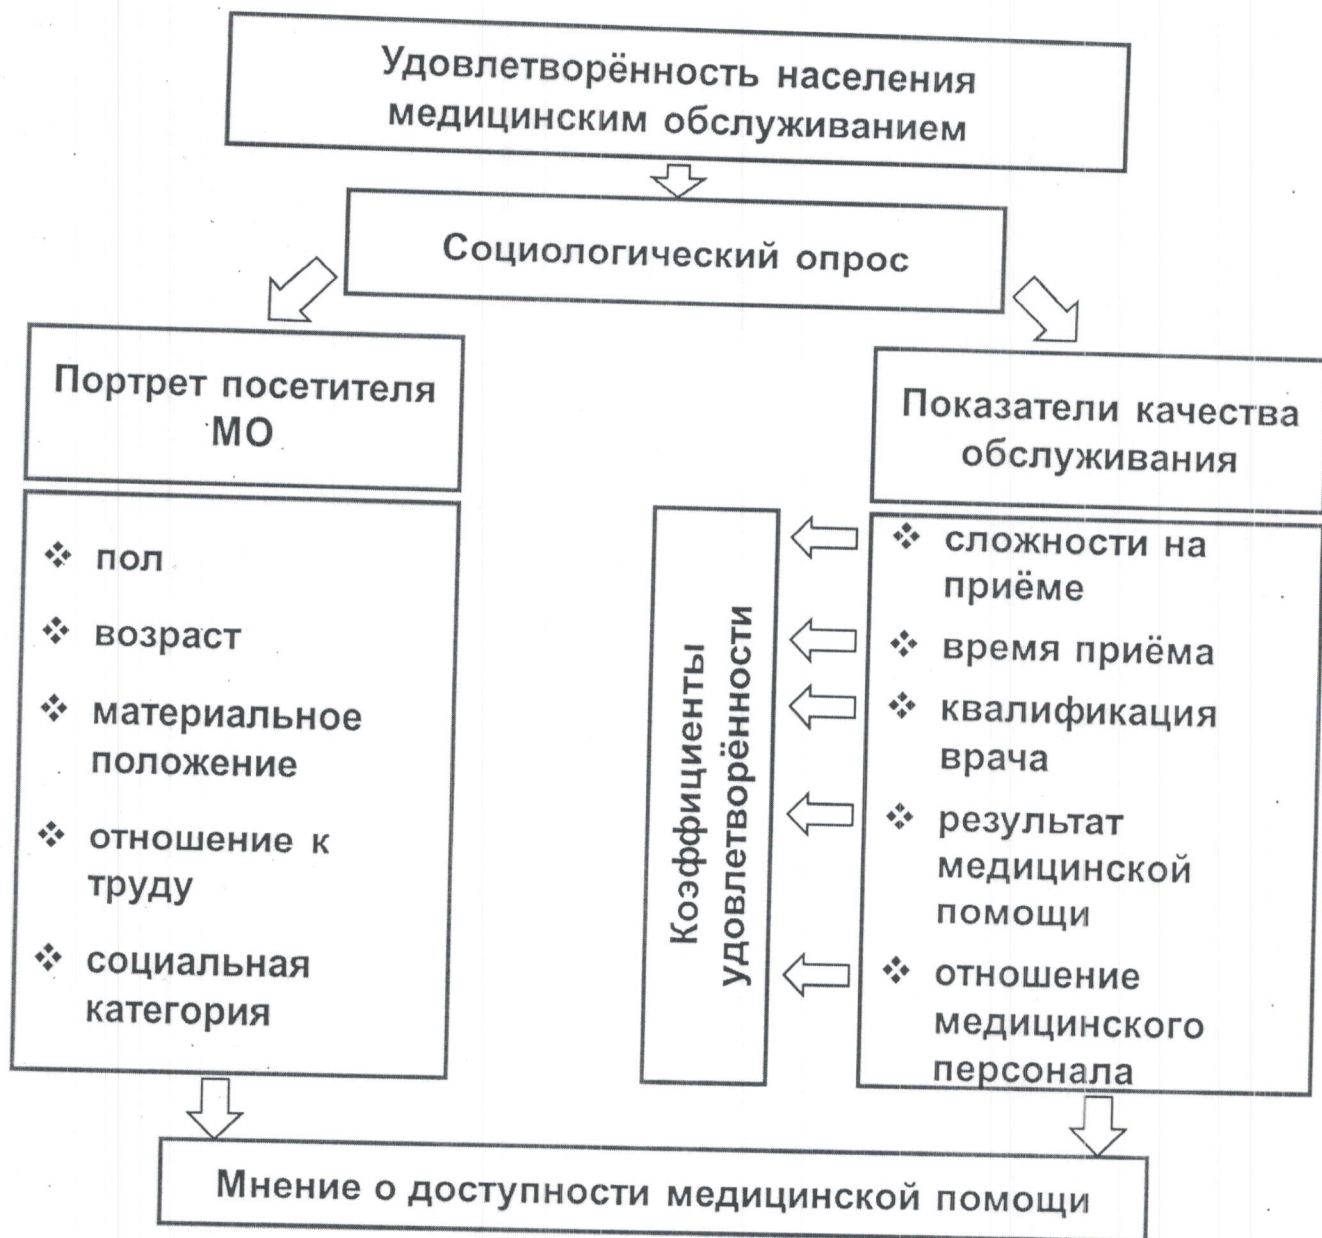 Удовлетворённость населения
медицинским обслуживанием
Социологический опрос
Портрет посетителя
МО
❖ пол
❖ возраст
❖ материальное
положение
❖ отношение к
труду
❖ социальная
категория
Показатели качества
обслуживания
❖ сложности на
приёме
❖ время приёма
❖ квалификация
врача
❖ результат
медицинской
помощи
❖ отношение
медицинского
персонала
Коэффициенты
удовлетворённости
Мнение о доступности медицинской помощи